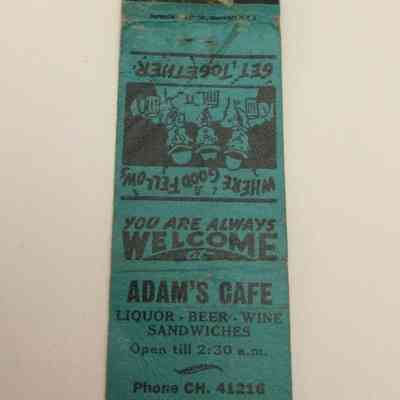 GET TOGETHER.
WHERE GOOD FELLOWS
YOU ARE ALWAYS
WELCOME
AT
ADAM'S CAFE
LIQUOR - BEER - WINE
SANDWICHES
Open till 2:30 a.m.
Phone CH. 41216